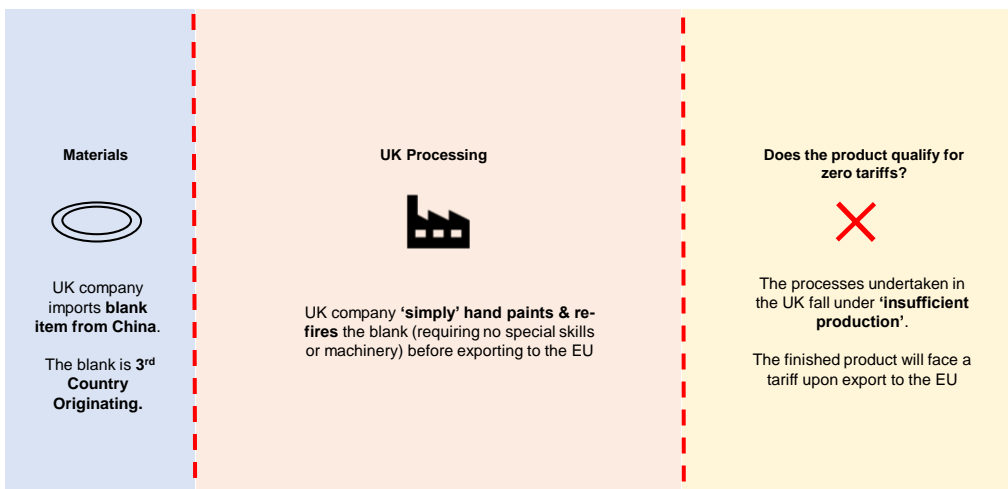 Materials
UK company
imports blank
item from China.
The blank is 3rd
Country
Originating.
UK Processing
UK company ‘simply’ hand paints & re-
fires the blank (requiring no special skills
or machinery) before exporting to the EU
Does the product qualify for
zero tariffs?
The processes undertaken in
the UK fall under ‘insufficient
production’.
The finished product will face a
tariff upon export to the EU